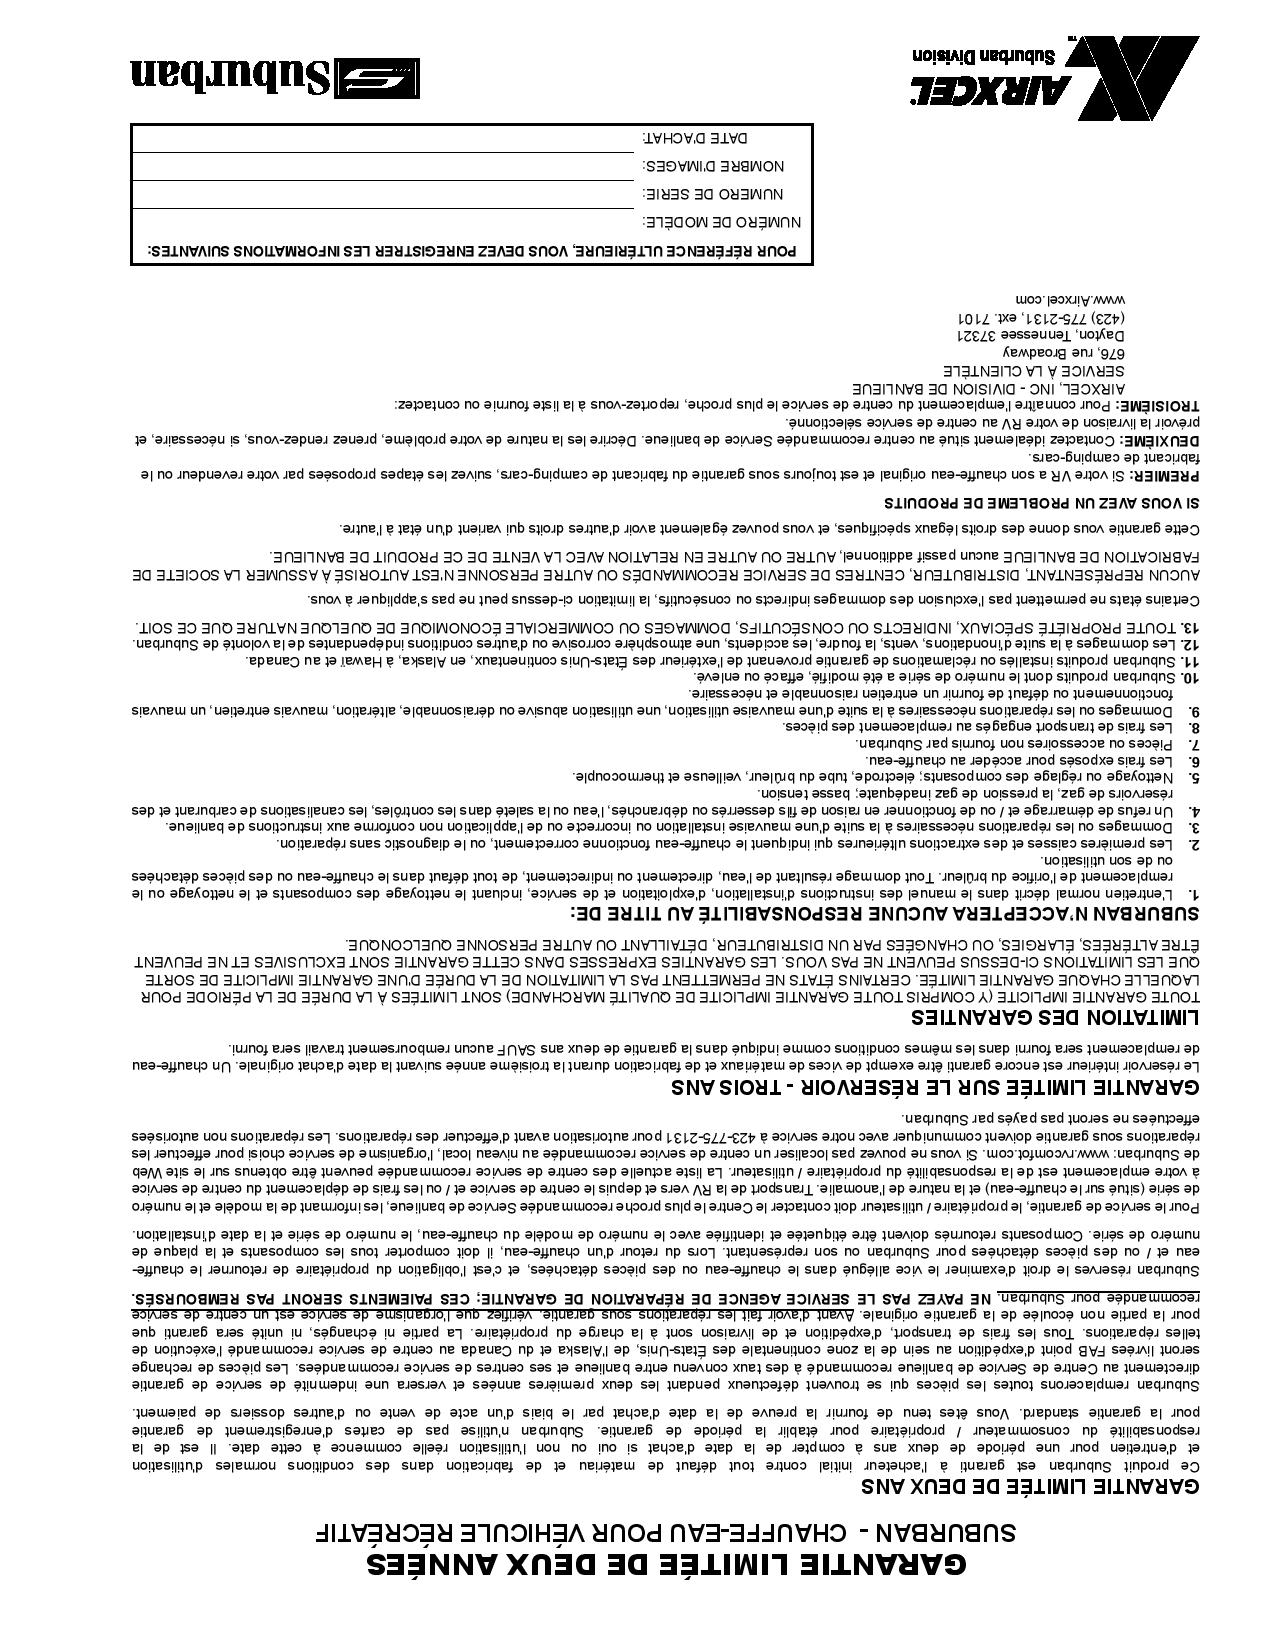 GARANTIE LIMITÉE DE DEUX ANNÉES
SUBURBAN - CHAUFFE-EAU POUR VÉHICULE RÉCRÉATIF
GARANTIE LIMITÉE DE DEUX ANS
Ce produit Suburban est garanti à l'acheteur initial contre tout défaut de matériau et de fabrication dans des conditions normales d'utilisation
et d'entretien pour une période de deux ans à compter de la date d'achat si oui ou non l'utilisation réelle commence à cette date. Il est de la
responsabilité du consommateur / propriétaire pour établir la période de garantie. Suburban n'utilise pas de cartes d'enregistrement de garantie
pour la garantie standard. Vous êtes tenu de fournir la preuve de la date d'achat par le biais d'un acte de vente ou d'autres dossiers de paiement.
Suburban remplacerons toutes les pièces qui se trouvent défectueux pendant les deux premières années et versera une indemnité de service de garantie
directement au Centre de Service de banlieue recommandé à des taux convenu entre banlieue et ses centres de service recommandées. Les pièces de rechange
seront livrées FAB point d'expédition au sein de la zone continentale des États-Unis, de l'Alaska et du Canada au centre de service recommandé l'exécution de
telles réparations. Tous les frais de transport, d'expédition et de livraison sont à la charge du propriétaire. La partie ni échangés, ni unité sera garanti que
pour la partie non écoulée de la garantie originale. Avant d'avoir fait les réparations sous garantie, vérifiez que l'organisme de service est un centre de service
recommandée pour Suburban. NE PAYEZ PAS LE SERVICE AGENCE DE RÉPARATION DE GARANTIE; CES PAIEMENTS SERONT PAS REMBOURSÉS.
Suburban réserves le droit d'examiner le vice allégué dans le chauffe-eau ou des pièces détachées, et c'est l'obligation du propriétaire de retourner le chauffe-
eau et / ou des pièces détachées pour Suburban ou son représentant. Lors du retour d'un chauffe-eau, il doit comporter tous les composants et la plaque de
numéro de série. Composants retournés doivent être étiquetée et identifiée avec le numéro de modèle du chauffe-eau, le numéro de série et la date d'installation.
Pour le service de garantie, le propriétaire / utilisateur doit contacter le Centre le plus proche recommandée Service de banlieue, les informant de la modèle et le numéro
de série (situé sur le chauffe-eau) et la nature de l'anomalie. Transport de la RV vers et depuis le centre de service et / ou les frais de déplacement du centre de service
à votre emplacement est de la responsabilité du propriétaire / utilisateur. La liste actuelle des centre de service recommandée peuvent être obtenus sur le site Web
de Suburban: www.rvcomfot.com. Si vous ne pouvez pas localiser un centre de service recommandée au niveau local, l'organisme de service choisi pour effectuer les
réparations sous garantie doivent communiquer avec notre service à 423-775-2131 pour autorisation avant d'effectuer des réparations. Les réparations non autorisées
effectuées ne seront pas payés par Suburban.
GARANTIE LIMITÉE SUR LE RÉSERVOIR - TROIS ANS
Le réservoir intérieur est encore garanti être exempt de vices de matériaux et de fabrication durant la troisième année suivant la date d'achat originale. Un chauffe-eau
de remplacement sera fourni dans les mêmes conditions comme indiqué dans la garantie de deux ans SAUF aucun remboursement travail sera fourni.
LIMITATION DES GARANTIES
TOUTE GARANTIE IMPLICITE (Y COMPRIS TOUTE GARANTIE IMPLICITE DE QUALITÉ MARCHANDE) SONT LIMITÉES À LA DURÉE DE LA PÉRIODE POUR
LAQUELLE CHAQUE GARANTIE LIMITÉE. CERTAINS ÉTATS NE PERMETTENT PAS LA LIMITATION DE LA DURÉE D'UNE GARANTIE IMPLICITE DE SORTE
QUE LES LIMITATIONS CI-DESSUS PEUVENT NE PAS VOUS. LES GARANTIES EXPRESSES DANS CETTE GARANTIE SONT EXCLUSIVES ET NE PEUVENT
ÊTRE ALTÉRÉES, ÉLARGIES, OU CHANGÉES PAR UN DISTRIBUTEUR, DÉTAILLANT OU AUTRE PERSONNE QUELCONQUE.
SUBURBAN N'ACCEPTERA AUCUNE RESPONSABILITÉ AU TITRE DE:
1. L'entretien normal décrit dans le manuel des instructions d'installation, d'exploitation et de service, incluant le nettoyage des composants et le nettoyage ou le
remplacement de l'orifice du brûleur. Tout dommage résultant de l'eau, directement ou indirectement, de tout défaut dans le chauffe-eau ou des pièces détachées
ou de son utilisation.
2. Les premières caisses et des extractions ultérieures qui indiquent le chauffe-eau fonctionne correctement, ou le diagnostic sans réparation.
3. Dommages ou les réparations nécessaires à la suite d'une mauvaise installation ou incorrecte ou de l'application non conforme aux instructions de banlieue.
4. Un refus de démarrage et / ou de fonctionner en raison de fils desserrés ou débranchés, l'eau ou la saleté dans les contrôles, les canalisations de carburant et des
réservoirs de gaz, la pression de gaz inadéquate; basse tension.
5. Nettoyage ou réglage des composants; électrode, tube du brûleur, veilleuse et thermocouple.
6. Les frais exposés pour accéder au chauffe-eau.
7. Pièces ou accessoires non fournis par Suburban.
8. Les frais de transport engagés au remplacement des pièces.
9. Dommages ou les réparations nécessaires à la suite d'une mauvaise utilisation, une utilisation abusive ou déraisonnable, altération, mauvais entretien, un mauvais
fonctionnement ou défaut de fournir un entretien raisonnable et nécessaire.
10. Suburban produits dont le numéro de série a été modifié, effacé ou enlevé.
11. Suburban produits installés ou réclamations de garantie provenant de l'extérieur des États-Unis continentaux, en Alaska, à Hawaï et au Canada.
12. Les dommages à la suite d'inondations, vents, la foudre, les accidents, une atmosphère corrosive ou d'autres conditions indépendantes de la volonté de Suburban.
13. TOUTE PROPRIÉTÉ SPÉCIAUX, INDIRECTS OU CONSÉCUTIFS, DOMMAGES OU COMMERCIALE ÉCONOMIQUE DE QUELQUE NATURE QUE CE SOIT.
Certains états ne permettent pas l'exclusion des dommages indirects ou consécutifs, la limitation ci-dessus peut ne pas s'appliquer à vous.
AUCUN REPRÉSENTANT, DISTRIBUTEUR, CENTRES DE SERVICE RECOMMANDÉS OU AUTRE PERSONNE N'EST AUTORISÉ À ASSUMER LA SOCIETE DE
FABRICATION DE BANLIEUE aucun passif additionnel, AUTRE OU AUTRE EN RELATION AVEC LA VENTE DE CE PRODUIT DE BANLIEUE.
Cette garantie vous donne des droits légaux spécifiques, et vous pouvez également avoir d'autres droits qui varient d'un état à l'autre.
SI VOUS AVEZ UN PROBLEME DE PRODUITS
PREMIER: Si votre VR a son chauffe-eau original et est toujours sous garantie du fabricant de camping-cars, suivez les étapes proposées par votre revendeur ou le
fabricant de camping-cars.
DEUXIÈME: Contactez idéalement situé au centre recommandée Service de banlieue. Décrire les la nature de votre problème, prenez rendez-vous, si nécessaire, et
prévoir la livraison de votre RV au centre de service sélectionné.
TROISIÈME: Pour connaître l'emplacement du centre de service le plus proche, reportez-vous à la liste fournie ou contactez:
AIRXCEL, INC - DIVISION DE BANLIEUE
SERVICE À LA CLIENTÈLE
676, rue Broadway
Dayton, Tennessee 37321
(423) 775-2131, ext. 7101
www.Airxcel.com
POUR RÉFÉRENCE ULTÉRIEURE, VOUS DEVEZ ENREGISTRER LES INFORMATIONS SUIVANTES:
NUMÉRO DE MODÈLE:
NUMERO DE SERIE:
NOMBRE D'IMAGES:
DATE D'ACHAT:
AIRXCEL
Suburban Division
TM
Suburban